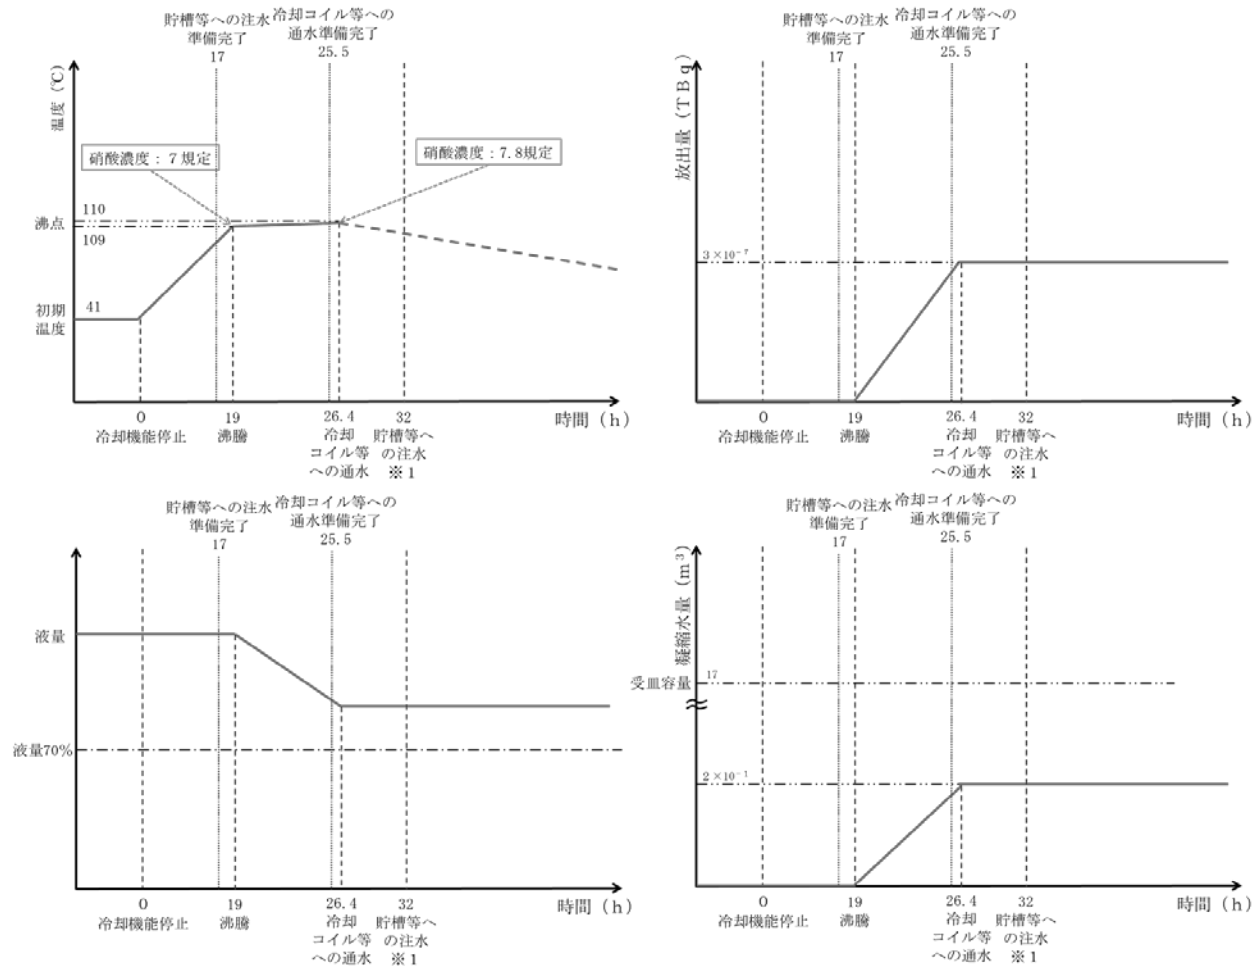 貯槽等への注水
準備完了
17
冷却コイル等への
通水準備完了
25.5
温度(℃)
硝酸濃度：7規定
硝酸濃度：7.8規定
110
沸点
109
初期
温度
41
0
冷却機能停止
19
沸騰
26.4
冷却
コイル等
への通水
32
貯槽等へ
の注水
※1
時間(h)
貯槽等への注水
準備完了
17
冷却コイル等への
通水準備完了
25.5
放出量(TBq)
3×10⁻⁷
0
冷却機能停止
19
沸騰
26.4
冷却
コイル等
への通水
32
貯槽等へ
の注水
※1
時間(h)
貯槽等への注水
準備完了
17
冷却コイル等への
通水準備完了
25.5
液量
液量70%
0
冷却機能停止
19
沸騰
26.4
冷却
コイル等
への通水
32
貯槽等へ
の注水
※1
時間(h)
貯槽等への注水
準備完了
17
冷却コイル等への
通水準備完了
25.5
凝縮水量(m³)
受皿容量
17
2×10⁻¹
0
冷却機能停止
19
沸騰
26.4
冷却
コイル等
への通水
32
貯槽等へ
の注水
※1
時間(h)